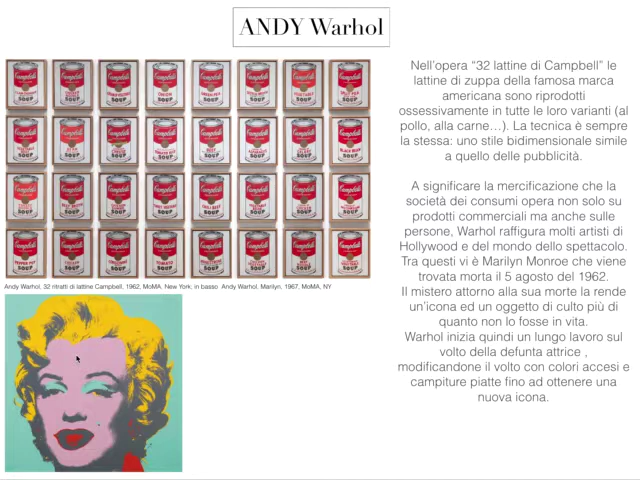 ANDY Warhol
Nell'opera “32 lattine di Campbell” le
lattine di zuppa della famosa marca
americana sono riprodotti
ossessivamente in tutte le loro varianti (al
pollo, alla carne…). La tecnica è sempre
la stessa: uno stile bidimensionale simile
a quello delle pubblicità.
A significare la mercificazione che la
società dei consumi opera non solo su
prodotti commerciali ma anche sulle
persone, Warhol raffigura molti artisti di
Hollywood e del mondo dello spettacolo.
Tra questi vi è Marilyn Monroe che viene
trovata morta il 5 agosto del 1962.
Il mistero attorno alla sua morte la rende
un'icona ed un oggetto di culto più di
quanto non lo fosse in vita.
Warhol inizia quindi un lungo lavoro sul
volto della defunta attrice ,
modificandone il volto con colori accesi e
campiture piatte fino ad ottenere una
nuova icona.
Andy Warhol, 32 ritratti di lattine Campbell, 1962, MoMA. New York: in basso Andy Warhol. Marilyn, 1967, MoMA, NY